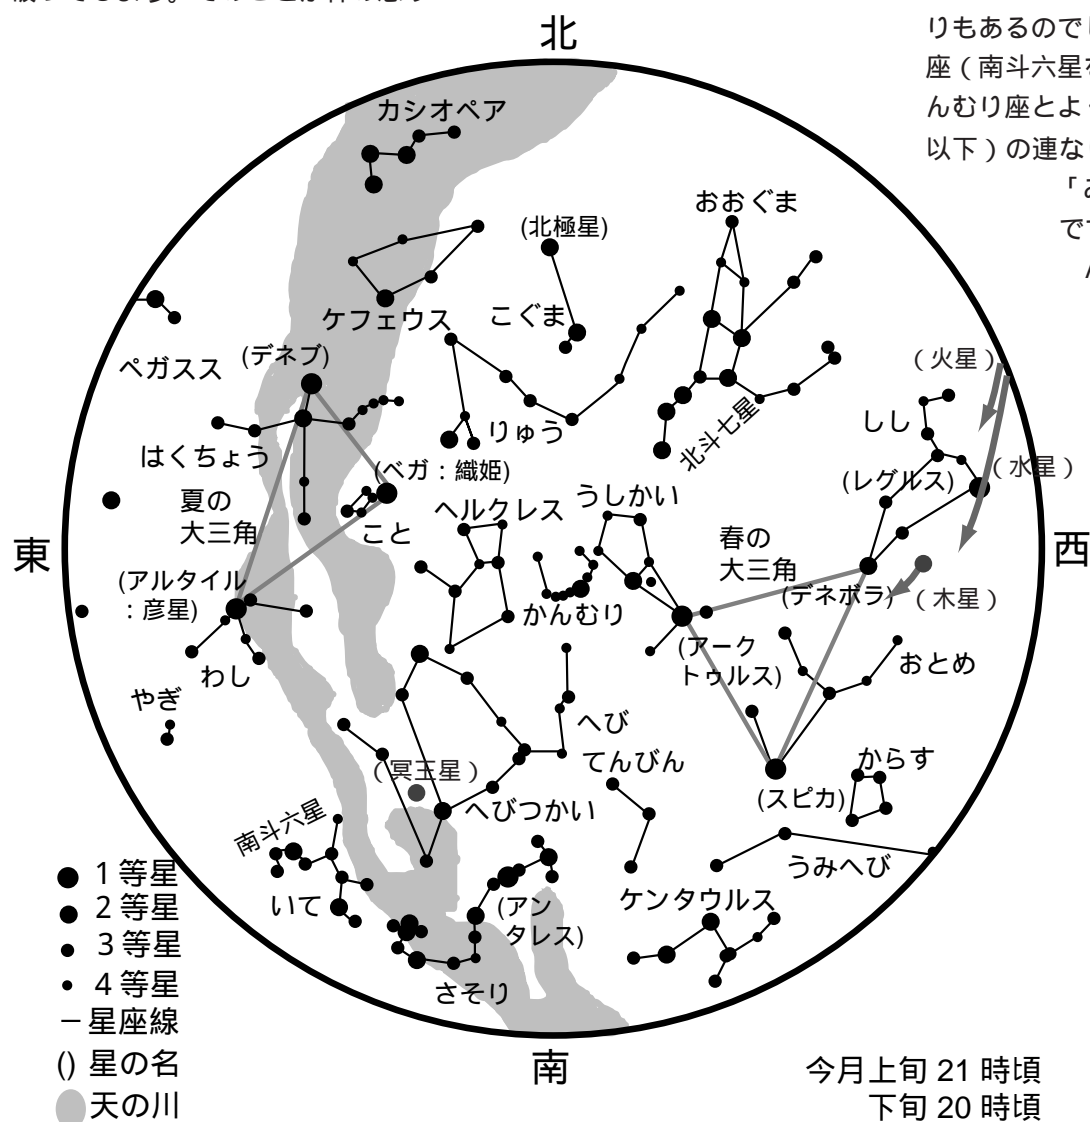 北
りもあるので
座(南斗六星
んむり座とよ
以下)の連な
「
で
カシオペア
おおぐま
(北極星)
ケフェウス
こぐま
ペガスス
(デネブ)
(火星)
はくちょう
りゅう
北斗七星
しし
(ベガ:織姫)
(水星)
(レグルス)
夏の
大三角
こと
ヘルクレス
うしかい
春の
大三角
東
西
(アルタイル
:彦星)
かんむり
(デネボラ)
(木星)
わし
(アーク
トゥルス)
おとめ
やぎ
へび
てんびん
(冥王星)
からす
へびつかい
(スピカ)
南斗六星
うみへび
いて
(アン
タレス)
ケンタウルス
さそり
1等星
2等星
3等星
4等星
–星座線
() 星の名
天の川
南
今月上旬 21 時頃
下旬 20 時頃